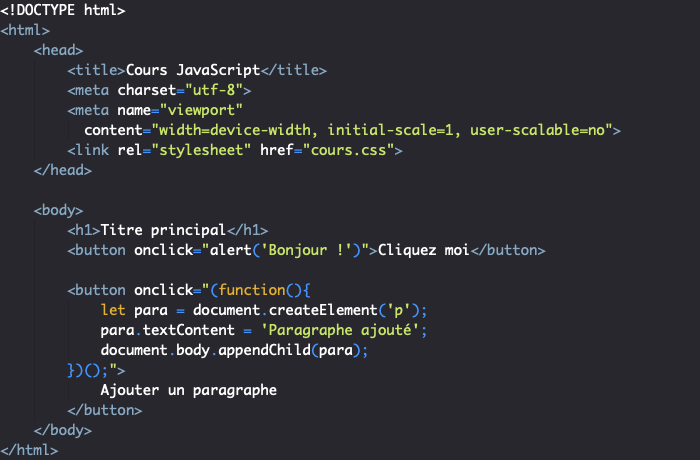 <!DOCTYPE html>
<html>
<head>
<title>Cours JavaScript</title>
<meta charset="utf-8">
<meta name="viewport"
content="width=device-width, initial-scale=1, user-scalable=no">
<link rel="stylesheet" href="cours.css">
</head>
<body>
<h1>Titre principal</h1>
<button onclick="alert('Bonjour !')">Cliquez moi</button>
<button onclick="(function(){
let para = document.createElement('p');
para.textContent = 'Paragraphe ajouté';
document.body.appendChild(para);
})();">
Ajouter un paragraphe
</button>
</body>
</html>